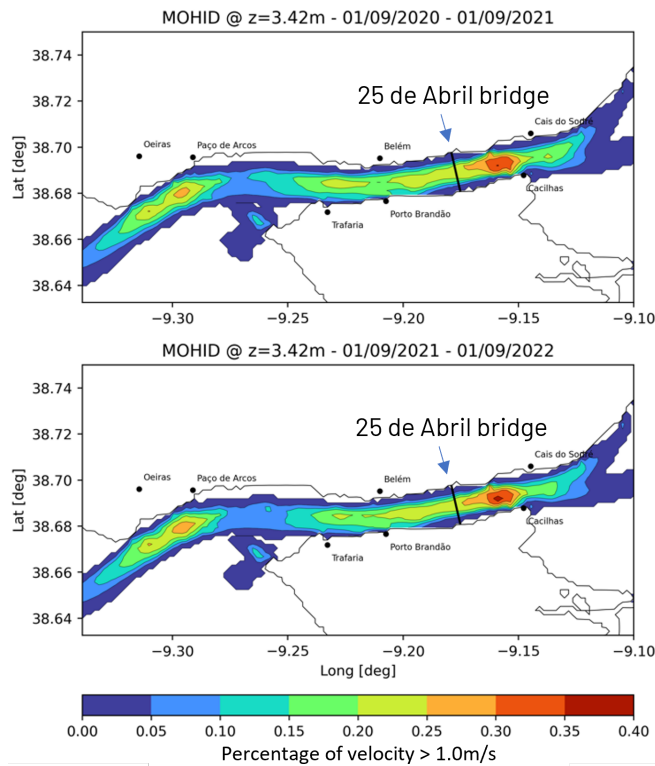 MOHID @ z=3.42m - 01/09/2020 - 01/09/2021
38.74
25 de Abril bridge
38.72
Cais do Sodré
Oeiras
Paço de Arcos
Belém
38.70
Lat [deg]
38.68
Cacilhas
Trafaria
Porto Brandão
38.66
38.64
−9.30 −9.25 −9.20 −9.15 −9.10
MOHID @ z=3.42m - 01/09/2021 - 01/09/2022
38.74
25 de Abril bridge
38.72
Cais do Sodré
Oeiras
Paço de Arcos
Belém
38.70
Lat [deg]
38.68
Cacilhas
Trafaria
Porto Brandão
38.66
38.64
−9.30 −9.25 −9.20 −9.15 −9.10
Long [deg]
0.00 0.05 0.10 0.15 0.20 0.25 0.30 0.35 0.40
Percentage of velocity > 1.0m/s